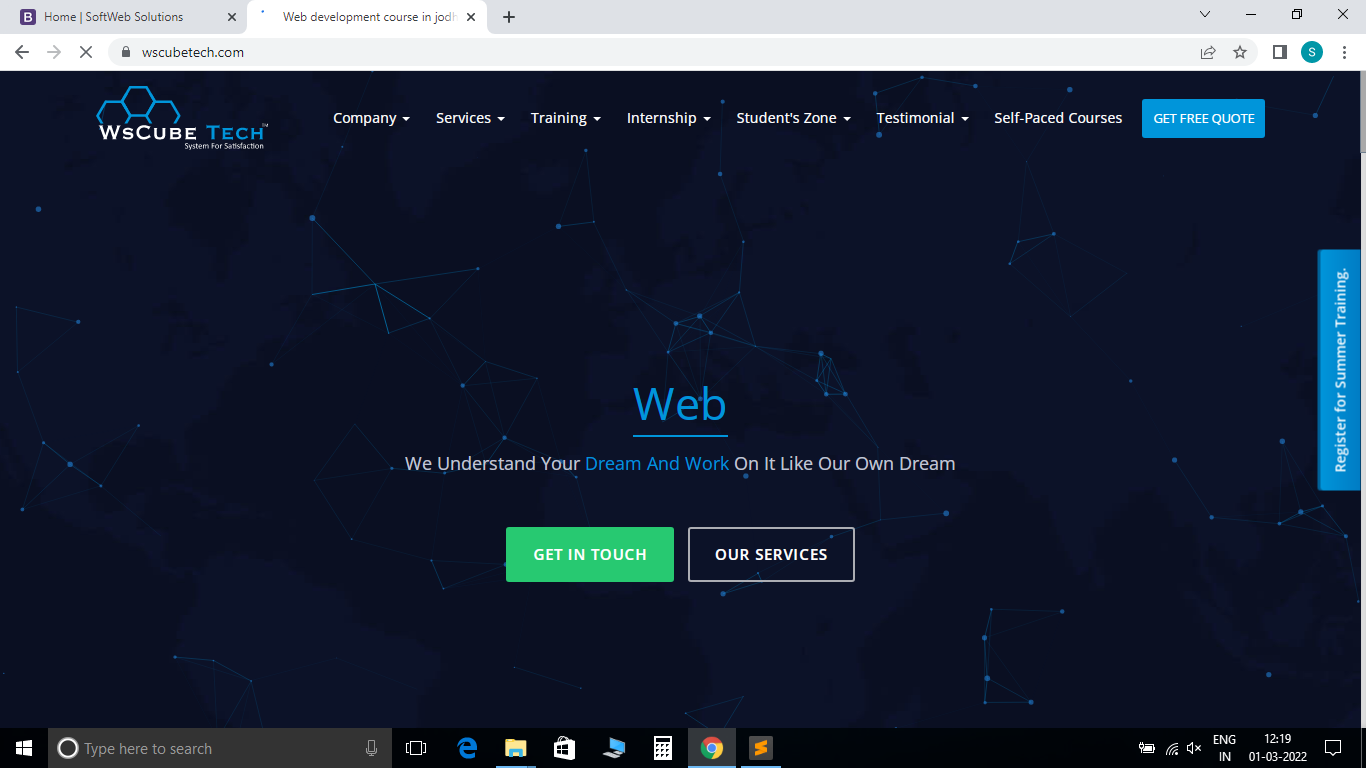 Home | SoftWeb Solutions
Web development course in jodh
wscubetech.com
S
WsCube Tech™
System For Satisfaction
Company
Services
Training
Internship
Student's Zone
Testimonial
Self-Paced Courses
GET FREE QUOTE
Register for Summer Training.
Web
We Understand Your Dream And Work On It Like Our Own Dream
GET IN TOUCH
OUR SERVICES
Type here to search
ENG
IN
12:19
01-03-2022